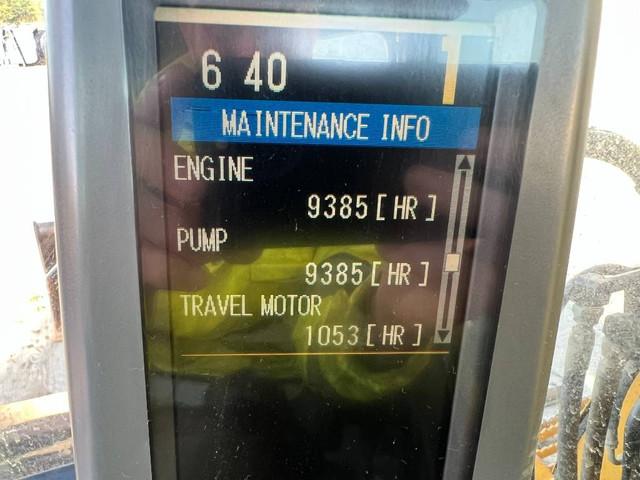 6 40
MAINTENANCE INFO
ENGINE
9385[HR]
PUMP
9385[HR]
TRAVEL MOTOR
1053[HR]